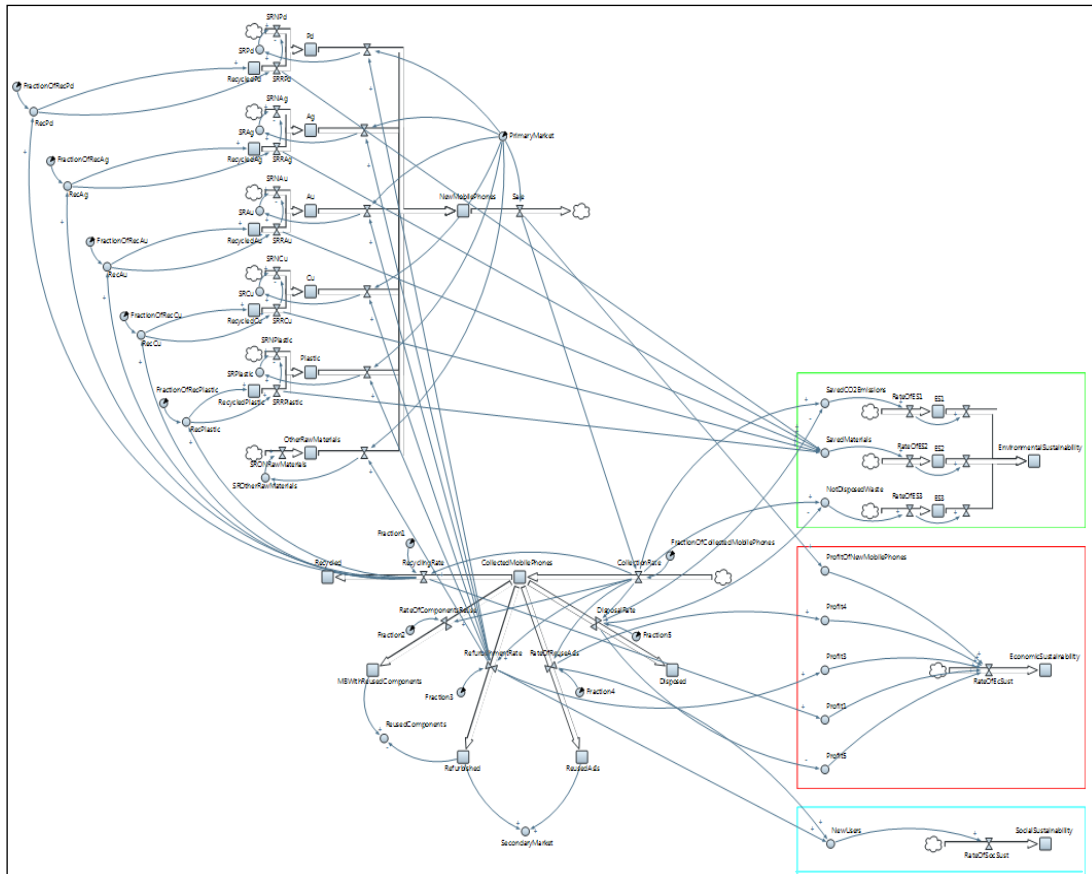 SRNPd
Pd
SRPd
RecycledPd
SRRPd
FractionOfRecPd
RecPd
SRNAg
Ag
SRAg
RecycledAg
SRRAg
PrimaryMarket
FractionOfRecAg
RecAg
SRNAu
Au
SRAu
NewMobilePhones
Sale
RecycledAu
SRRAu
FractionOfRecAu
RecAu
SRNCu
Cu
SRCu
RecycledCu
SRRCu
FractionOfRecCu
RecCu
SRNPlastic
Plastic
SRPlastic
RecycledPlastic
SRRPlastic
FractionOfRecPlastic
RecPlastic
SavedCO2Emissions
RateOfES1
ES1
OtherRawMaterials
SRONRawMaterials
SROtherRawMaterials
SavedMaterials
RateOfES2
ES2
EnvironmentalSustainability
NotDisposedWaste
RateOfES3
ES3
Fraction1
FractionOfCollectedMobilePhones
Recycled
RecyclingRate
CollectedMobilePhones
CollectionRate
ProfitOfNewMobilePhones
RateOfComponentsReuse
DisposalRate
Fraction2
Fraction5
Profit4
RefurbishmentRate
RateOfReuseAsIs
MBWithReusedComponents
Disposed
Profit3
EconomicSustainability
RateOfEcSust
Fraction3
Fraction4
ReusedComponents
Profit5
Refurbished
ReusedAsIs
SecondaryMarket
NewUsers
SocialSustainability
RateOfSocSust